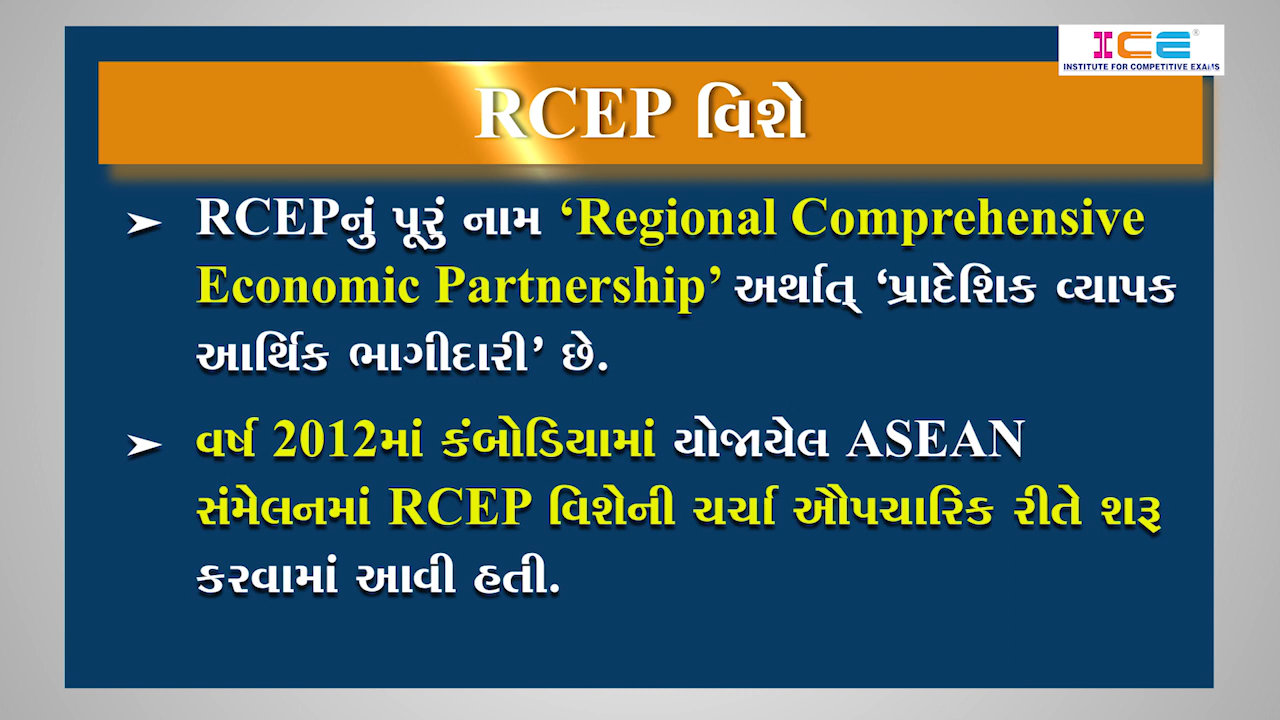 ICE®
INSTITUTE FOR COMPETITIVE EXAMS
RCEP વિશે
➢ RCEPનું પૂરું નામ ‘Regional Comprehensive
Economic Partnership’ અર્થાત્ ‘પ્રાદેશિક વ્યાપક
આર્થિક ભાગીદારી’ છે.
➢ વર્ષ 2012માં કંબોડિયામાં યોજાયેલ ASEAN
સંમેલનમાં RCEP વિશેની ચર્ચા ઔપચારિક રીતે શરૂ
કરવામાં આવી હતી.